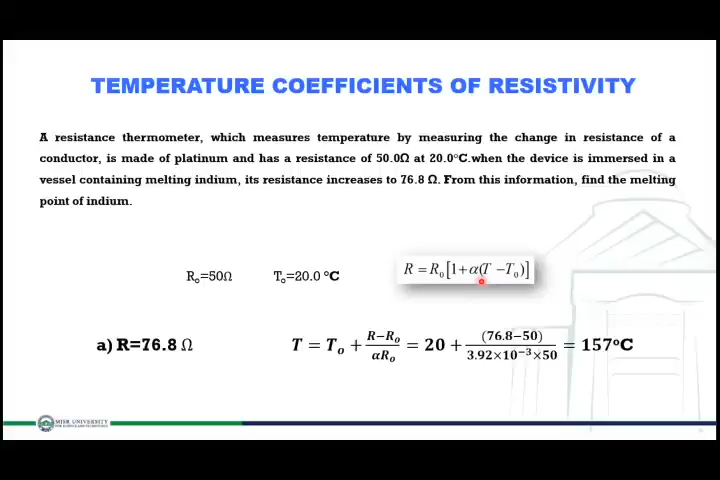 TEMPERATURE COEFFICIENTS OF RESISTIVITY
A resistance thermometer, which measures temperature by measuring the change in resistance of a
conductor, is made of platinum and has a resistance of 50.0Ω at 20.0°C.when the device is immersed in a
vessel containing melting indium, its resistance increases to 76.8 Ω. From this information, find the melting
point of indium.
Rₒ=50Ω Tₒ=20.0 °C R = R₀[1+α(T −T₀)]
a) R=76.8 Ω T = Tₒ + (R−Rₒ)/(αRₒ) = 20 + (76.8−50)/(3.92×10⁻³×50) = 157°C
MISR UNIVERSITY
FOR SCIENCE AND TECHNOLOGY